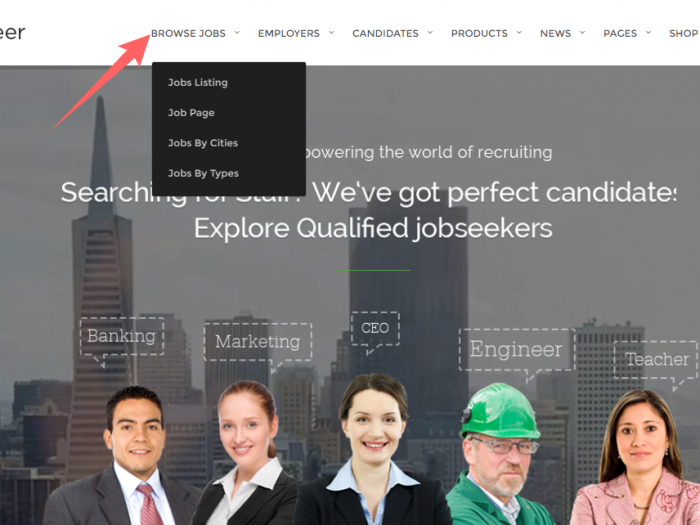 eer
BROWSE JOBS EMPLOYERS CANDIDATES PRODUCTS NEWS PAGES SHOP
Jobs Listing
Job Page
Jobs By Cities
Jobs By Types
powering the world of recruiting
Searching for Staff? We've got perfect candidates
Explore Qualified jobseekers
Banking
Marketing
CEO
Engineer
Teacher